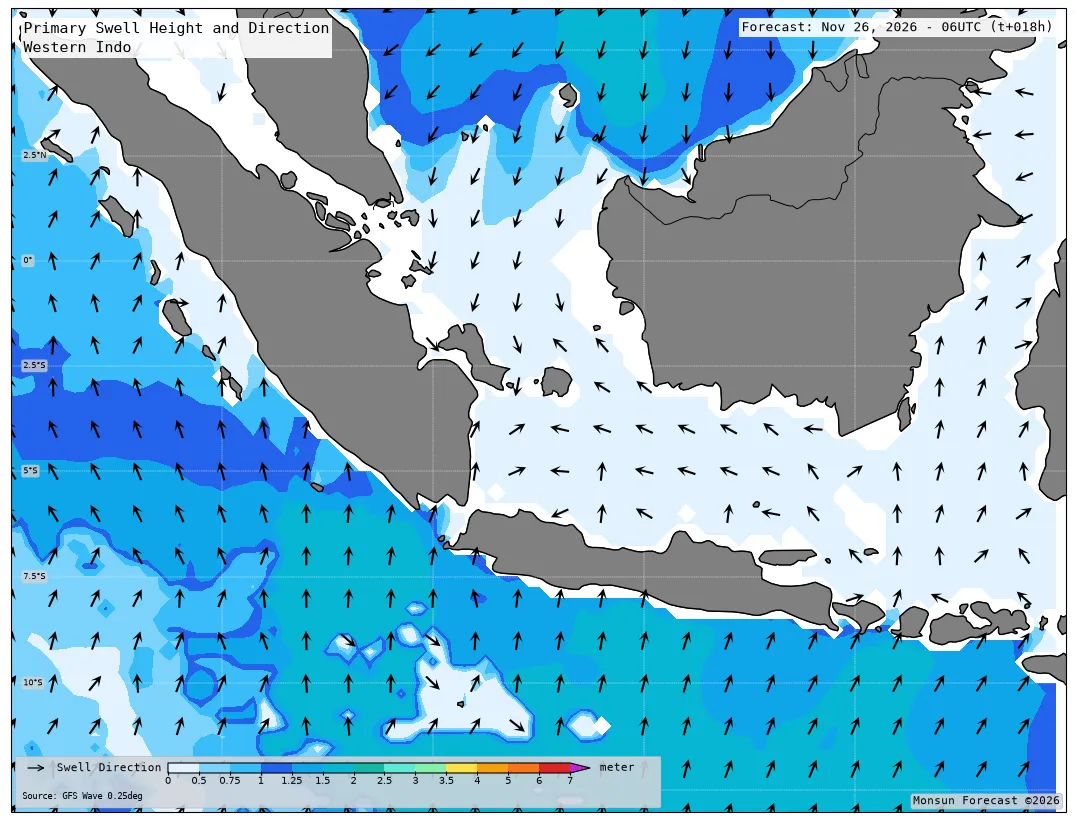 Primary Swell Height and Direction
Western Indo
Forecast: Nov 26, 2026 - 06UTC (t+018h)
2.5°N
0°
2.5°S
5°S
7.5°S
10°S
Swell Direction
0 0.5 0.75 1 1.25 1.5 2 2.5 3 3.5 4 5 6 7
meter
Source: GFS Wave 0.25deg
Monsun Forecast ©2026